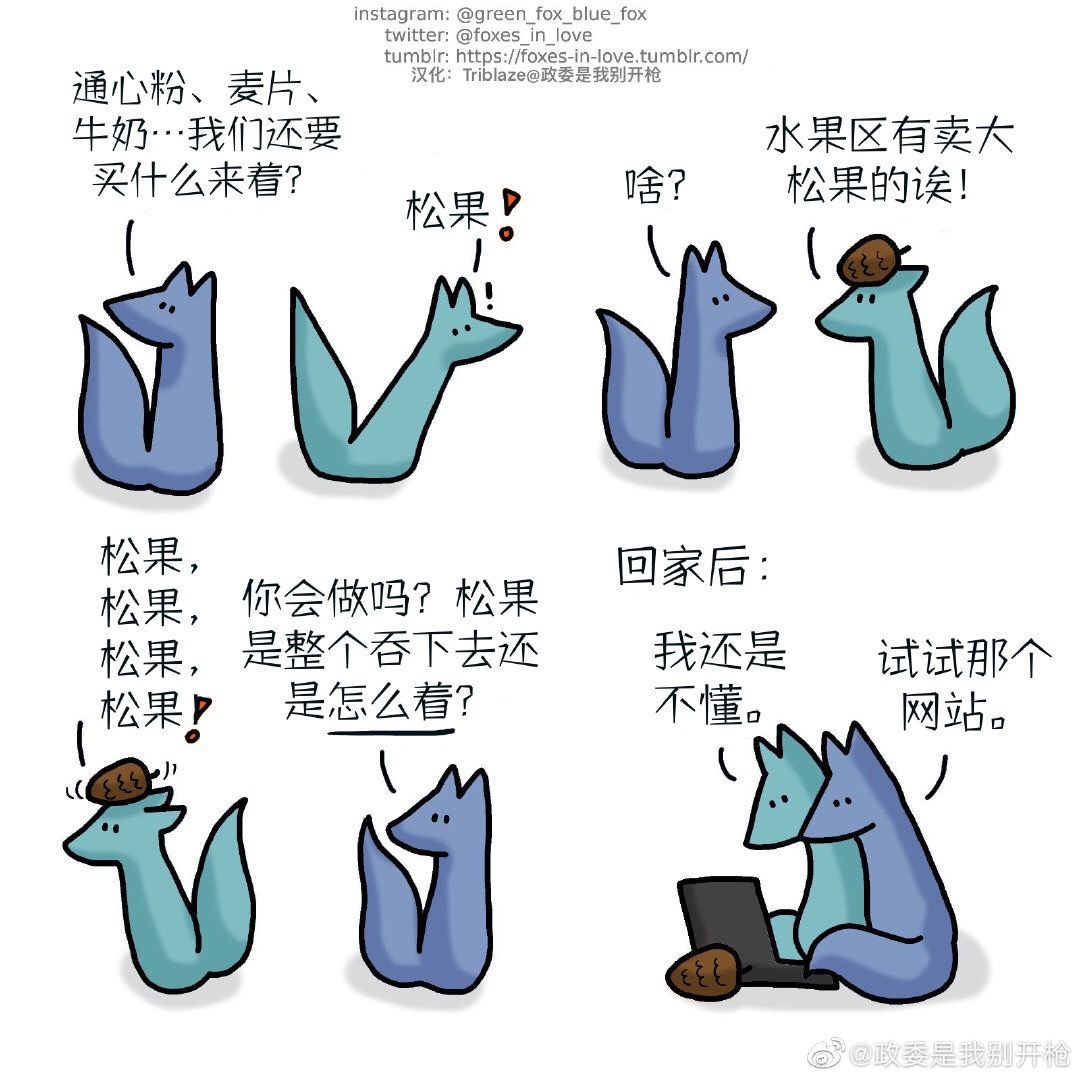 instagram: @green_fox_blue_fox
twitter: @foxes_in_love
tumblr: https://foxes-in-love.tumblr.com/
汉化：Triblaze@政委是我别开枪
通心粉、麦片、
牛奶…我们还要
买什么来着？
松果！
!
啥？
水果区有卖大
松果的诶！
松果，
松果，
松果，
松果！
你会做吗？松果
是整个吞下去还
是怎么着？
回家后：
我还是
不懂。
试试那个
网站。
@政委是我别开枪